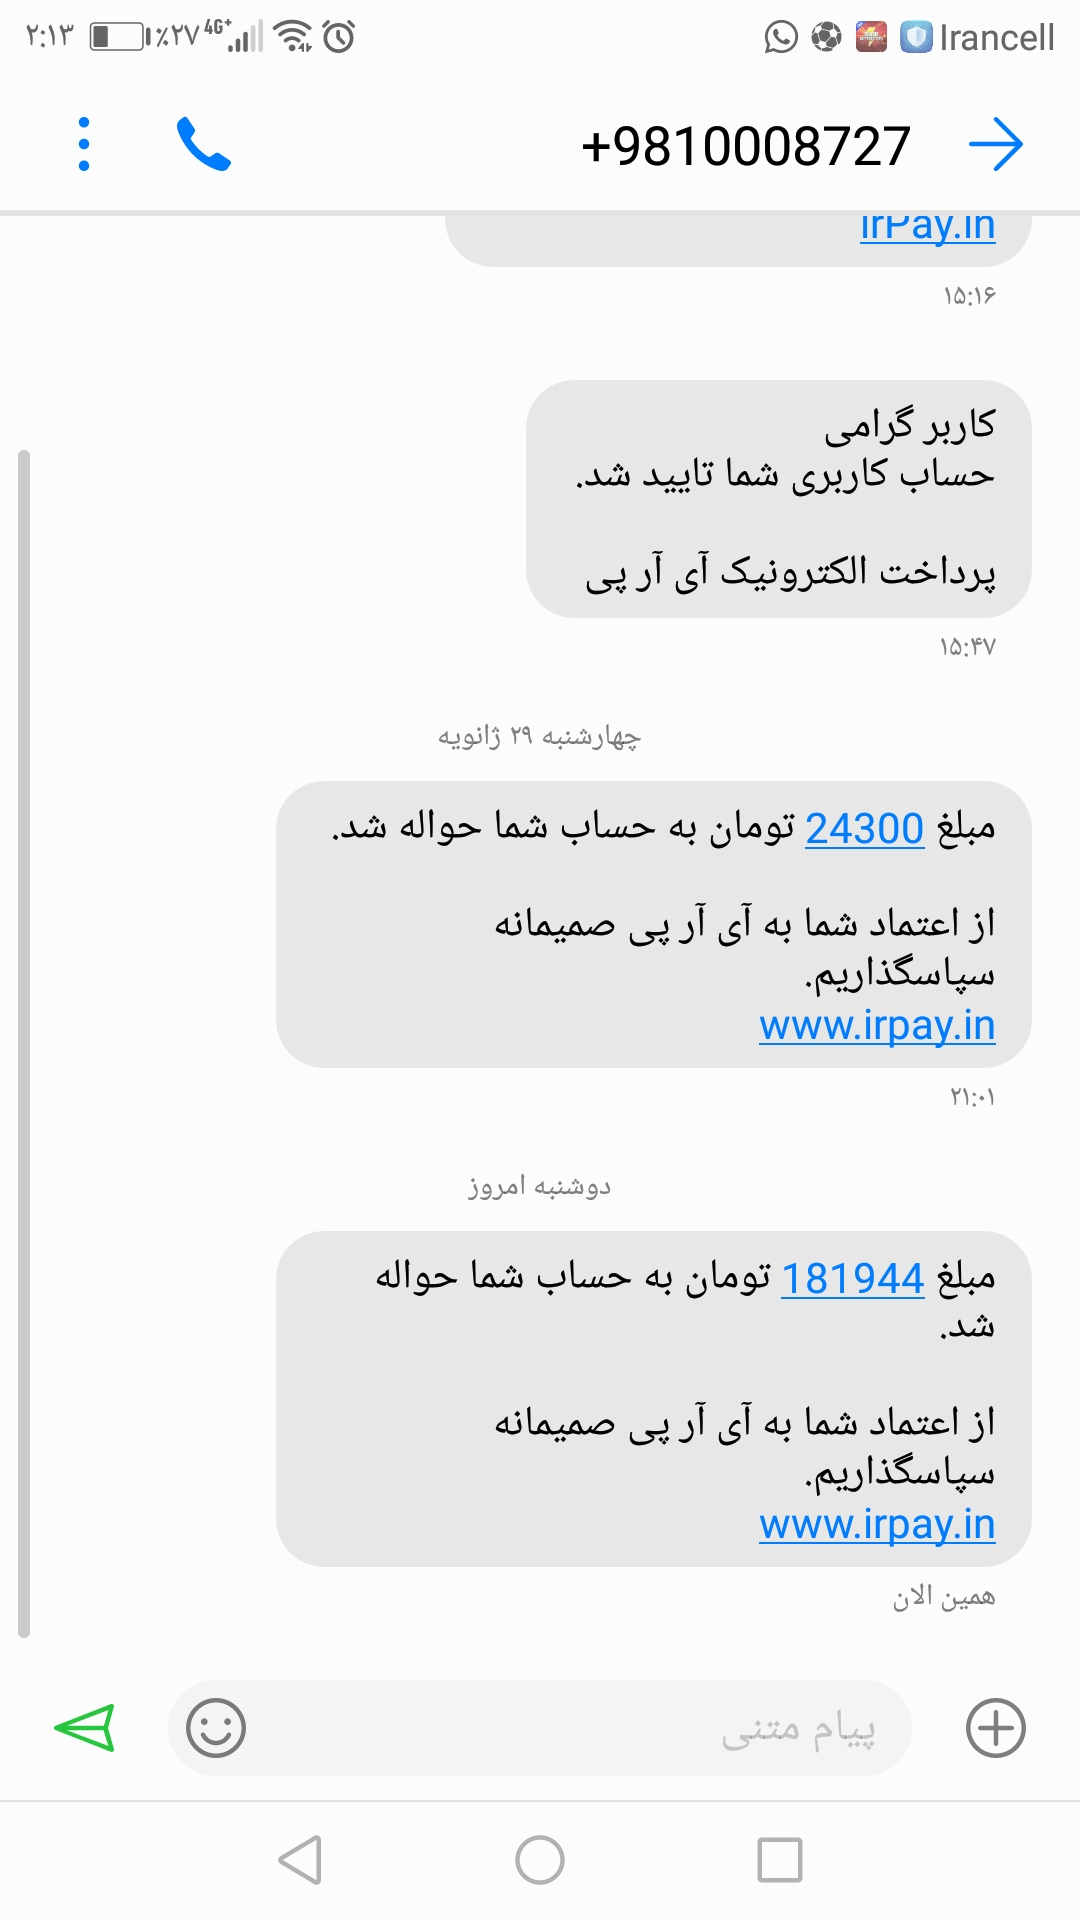 ۲:۱۳ ٪۲۷ 4G+ Irancell
+9810008727
irPay.in
۱۵:۱۶
کاربر گرامی
حساب کاربری شما تایید شد.
پرداخت الکترونیک آی آر پی
۱۵:۴۷
چهارشنبه ۲۹ ژانویه
مبلغ 24300 تومان به حساب شما حواله شد.
از اعتماد شما به آی آر پی صمیمانه
سپاسگذاریم.
www.irpay.in
۲۱:۰۱
دوشنبه امروز
مبلغ 181944 تومان به حساب شما حواله
شد.
از اعتماد شما به آی آر پی صمیمانه
سپاسگذاریم.
www.irpay.in
همین الان
پیام متنی